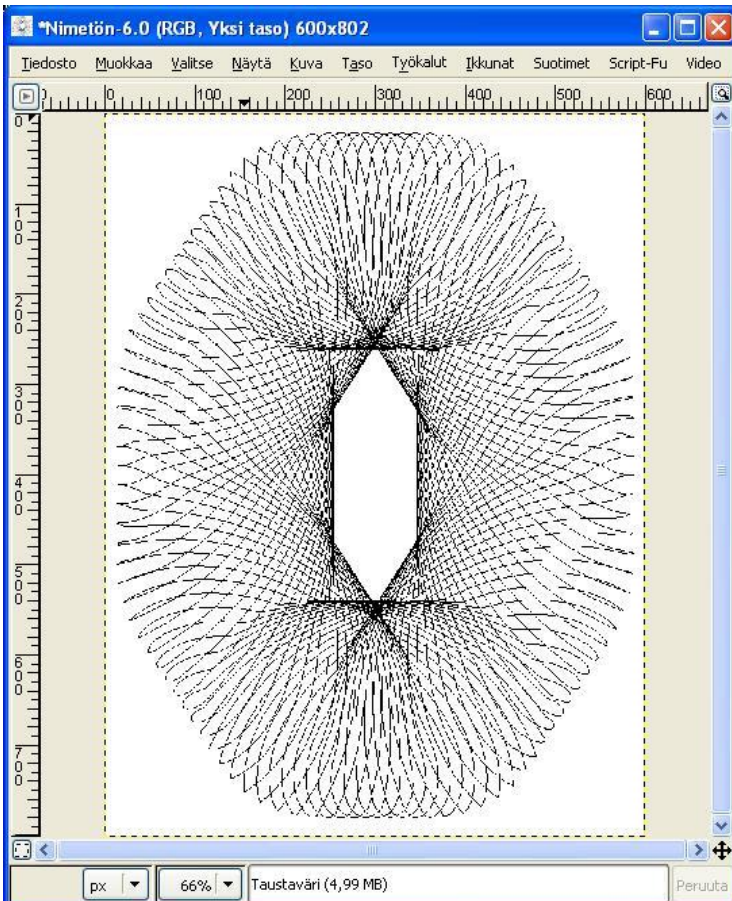 *Nimetön-6.0 (RGB, Yksi taso) 600x802
Tiedosto Muokkaa Valitse Näytä Kuva Taso Työkalut Ikkunat Suotimet Script-Fu Video
0 100 200 300 400 500 600
0
100
200
300
400
500
600
700
px 66% Taustaväri (4,99 MB) Peruuta